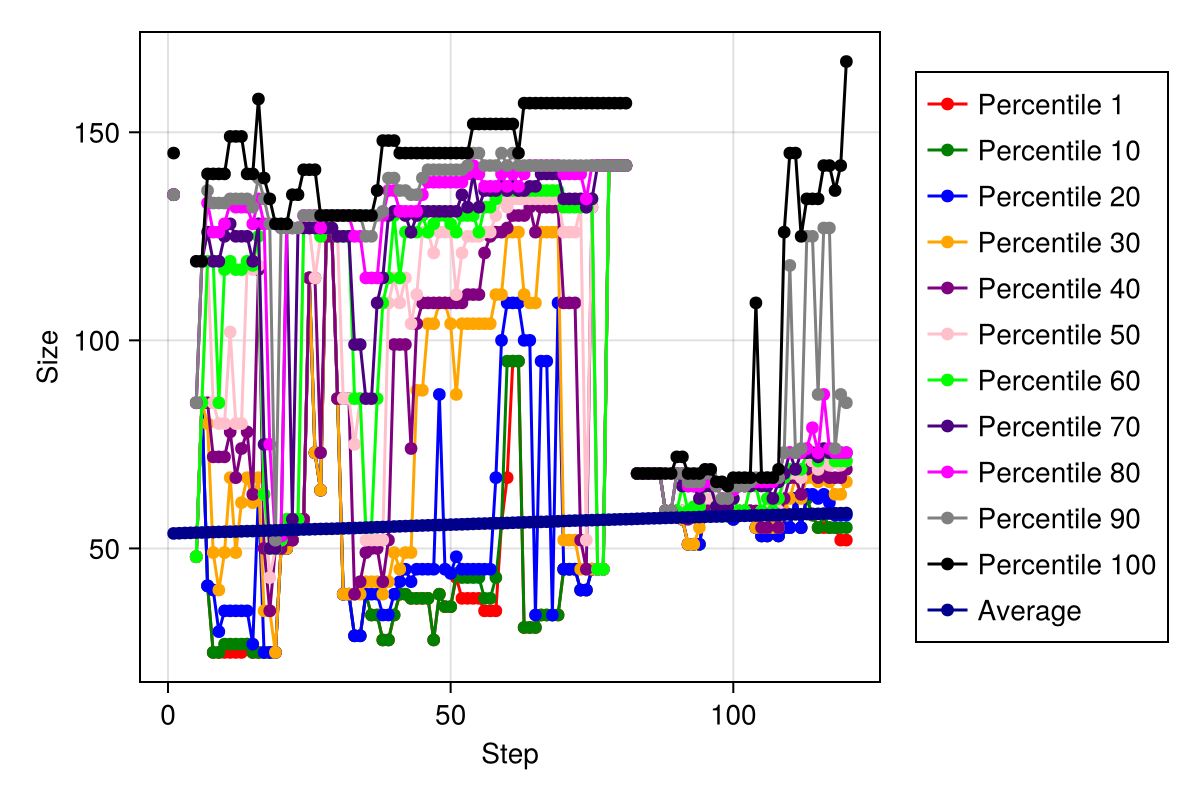 150
100
50
Size
0
50
100
Step
Percentile 1
Percentile 10
Percentile 20
Percentile 30
Percentile 40
Percentile 50
Percentile 60
Percentile 70
Percentile 80
Percentile 90
Percentile 100
Average